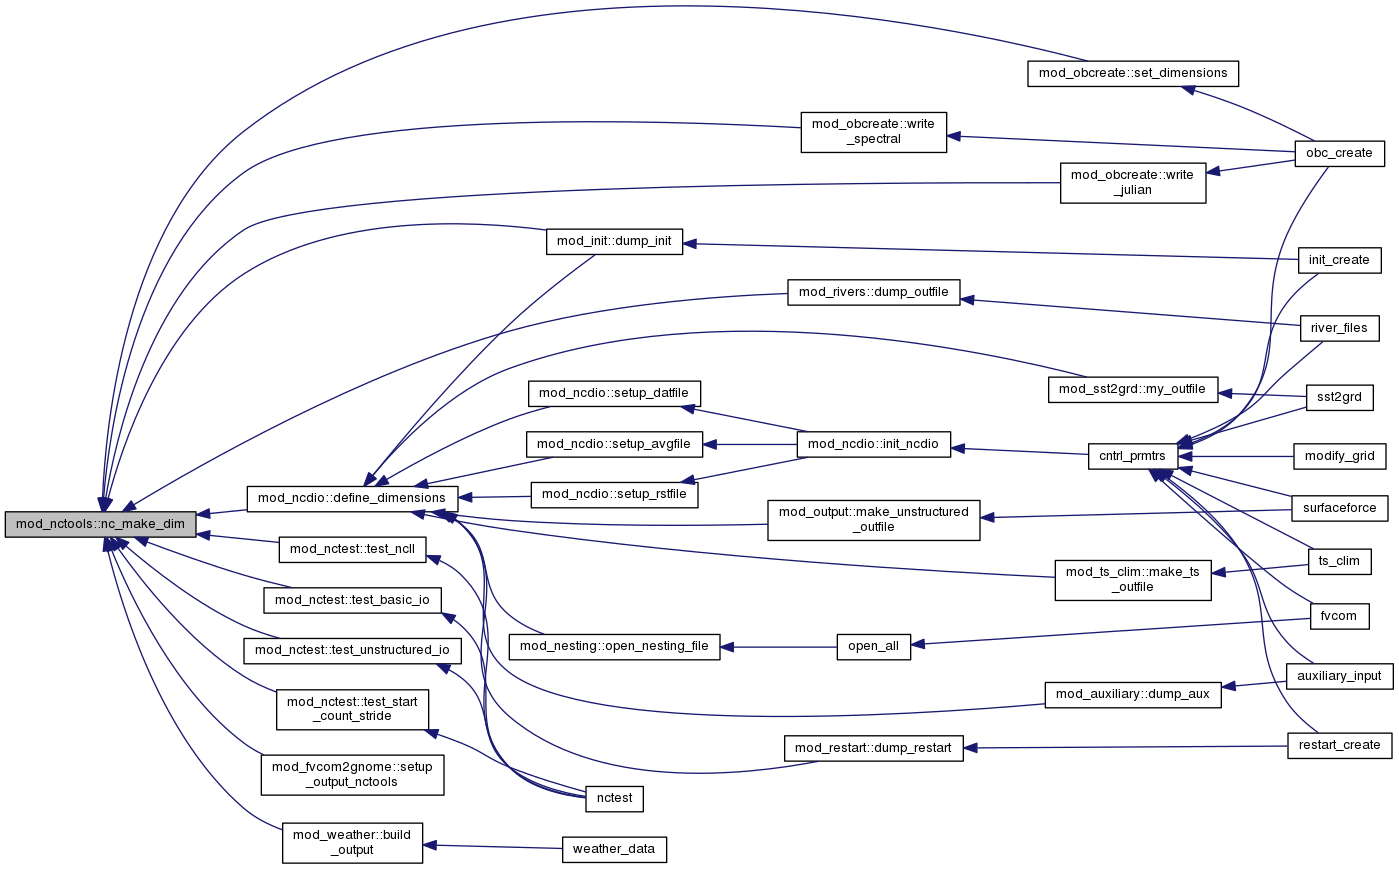 mod_obcreate::set_dimensions
mod_obcreate::write
_spectral
obc_create
mod_obcreate::write
_julian
mod_init::dump_init
init_create
mod_rivers::dump_outfile
river_files
mod_sst2grd::my_outfile
mod_ncdio::setup_datfile
sst2grd
mod_ncdio::setup_avgfile
mod_ncdio::init_ncdio
cntrl_prmtrs
modify_grid
mod_ncdio::define_dimensions
mod_ncdio::setup_rstfile
mod_output::make_unstructured
_outfile
surfaceforce
mod_nctools::nc_make_dim
mod_nctest::test_ncll
mod_ts_clim::make_ts
_outfile
ts_clim
mod_nctest::test_basic_io
fvcom
mod_nctest::test_unstructured_io
mod_nesting::open_nesting_file
open_all
auxiliary_input
mod_nctest::test_start
_count_stride
mod_auxiliary::dump_aux
mod_restart::dump_restart
restart_create
mod_fvcom2gnome::setup
_output_nctools
nctest
mod_weather::build
_output
weather_data